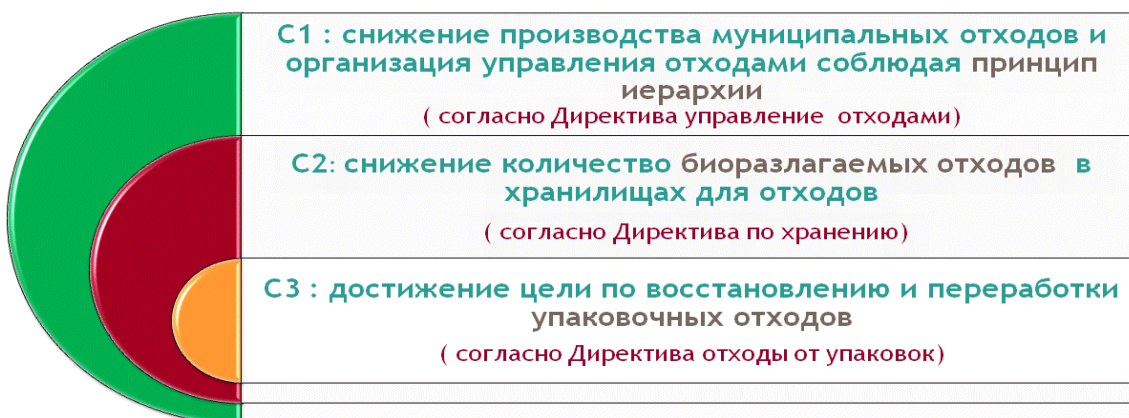 С1 : снижение производства муниципальных отходов и
организация управления отходами соблюдая принцип
иерархии
( согласно Директива управление отходами)
С2: снижение количество биоразлагаемых отходов в
хранилищах для отходов
( согласно Директива по хранению)
С3 : достижение цели по восстановлению и переработки
упаковочных отходов
( согласно Директива отходы от упаковок)